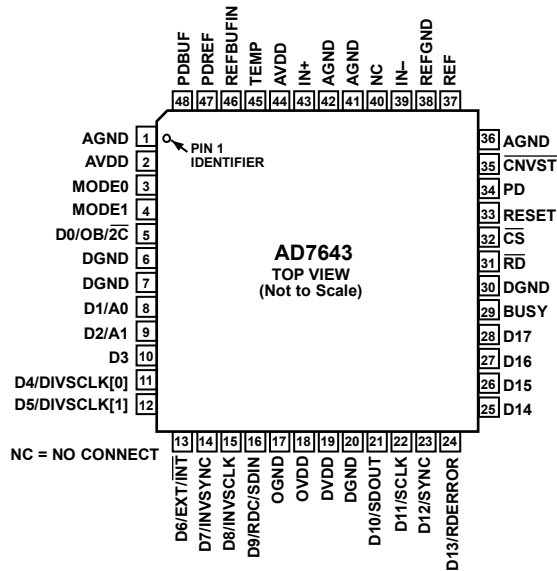 PDBUF
PDREF
REFBUFIN
TEMP
AVDD
IN+
AGND
AGND
NC
IN–
REFGND
REF
48 47 46 45 44 43 42 41 40 39 38 37
AGND 1
AVDD 2
MODE0 3
MODE1 4
D0/OB/2C̅ 5
DGND 6
DGND 7
D1/A0 8
D2/A1 9
D3 10
D4/DIVSCLK[0] 11
D5/DIVSCLK[1] 12
PIN 1
IDENTIFIER
AD7643
TOP VIEW
(Not to Scale)
36 AGND
35 C̅N̅V̅S̅T̅
34 PD
33 RESET
32 C̅S̅
31 R̅D̅
30 DGND
29 BUSY
28 D17
27 D16
26 D15
25 D14
NC = NO CONNECT
13 14 15 16 17 18 19 20 21 22 23 24
D6/EXT/I̅N̅T̅
D7/INVSYNC
D8/INVSCLK
D9/RDC/SDIN
OGND
OVDD
DVDD
DGND
D10/SDOUT
D11/SCLK
D12/SYNC
D13/RDERROR